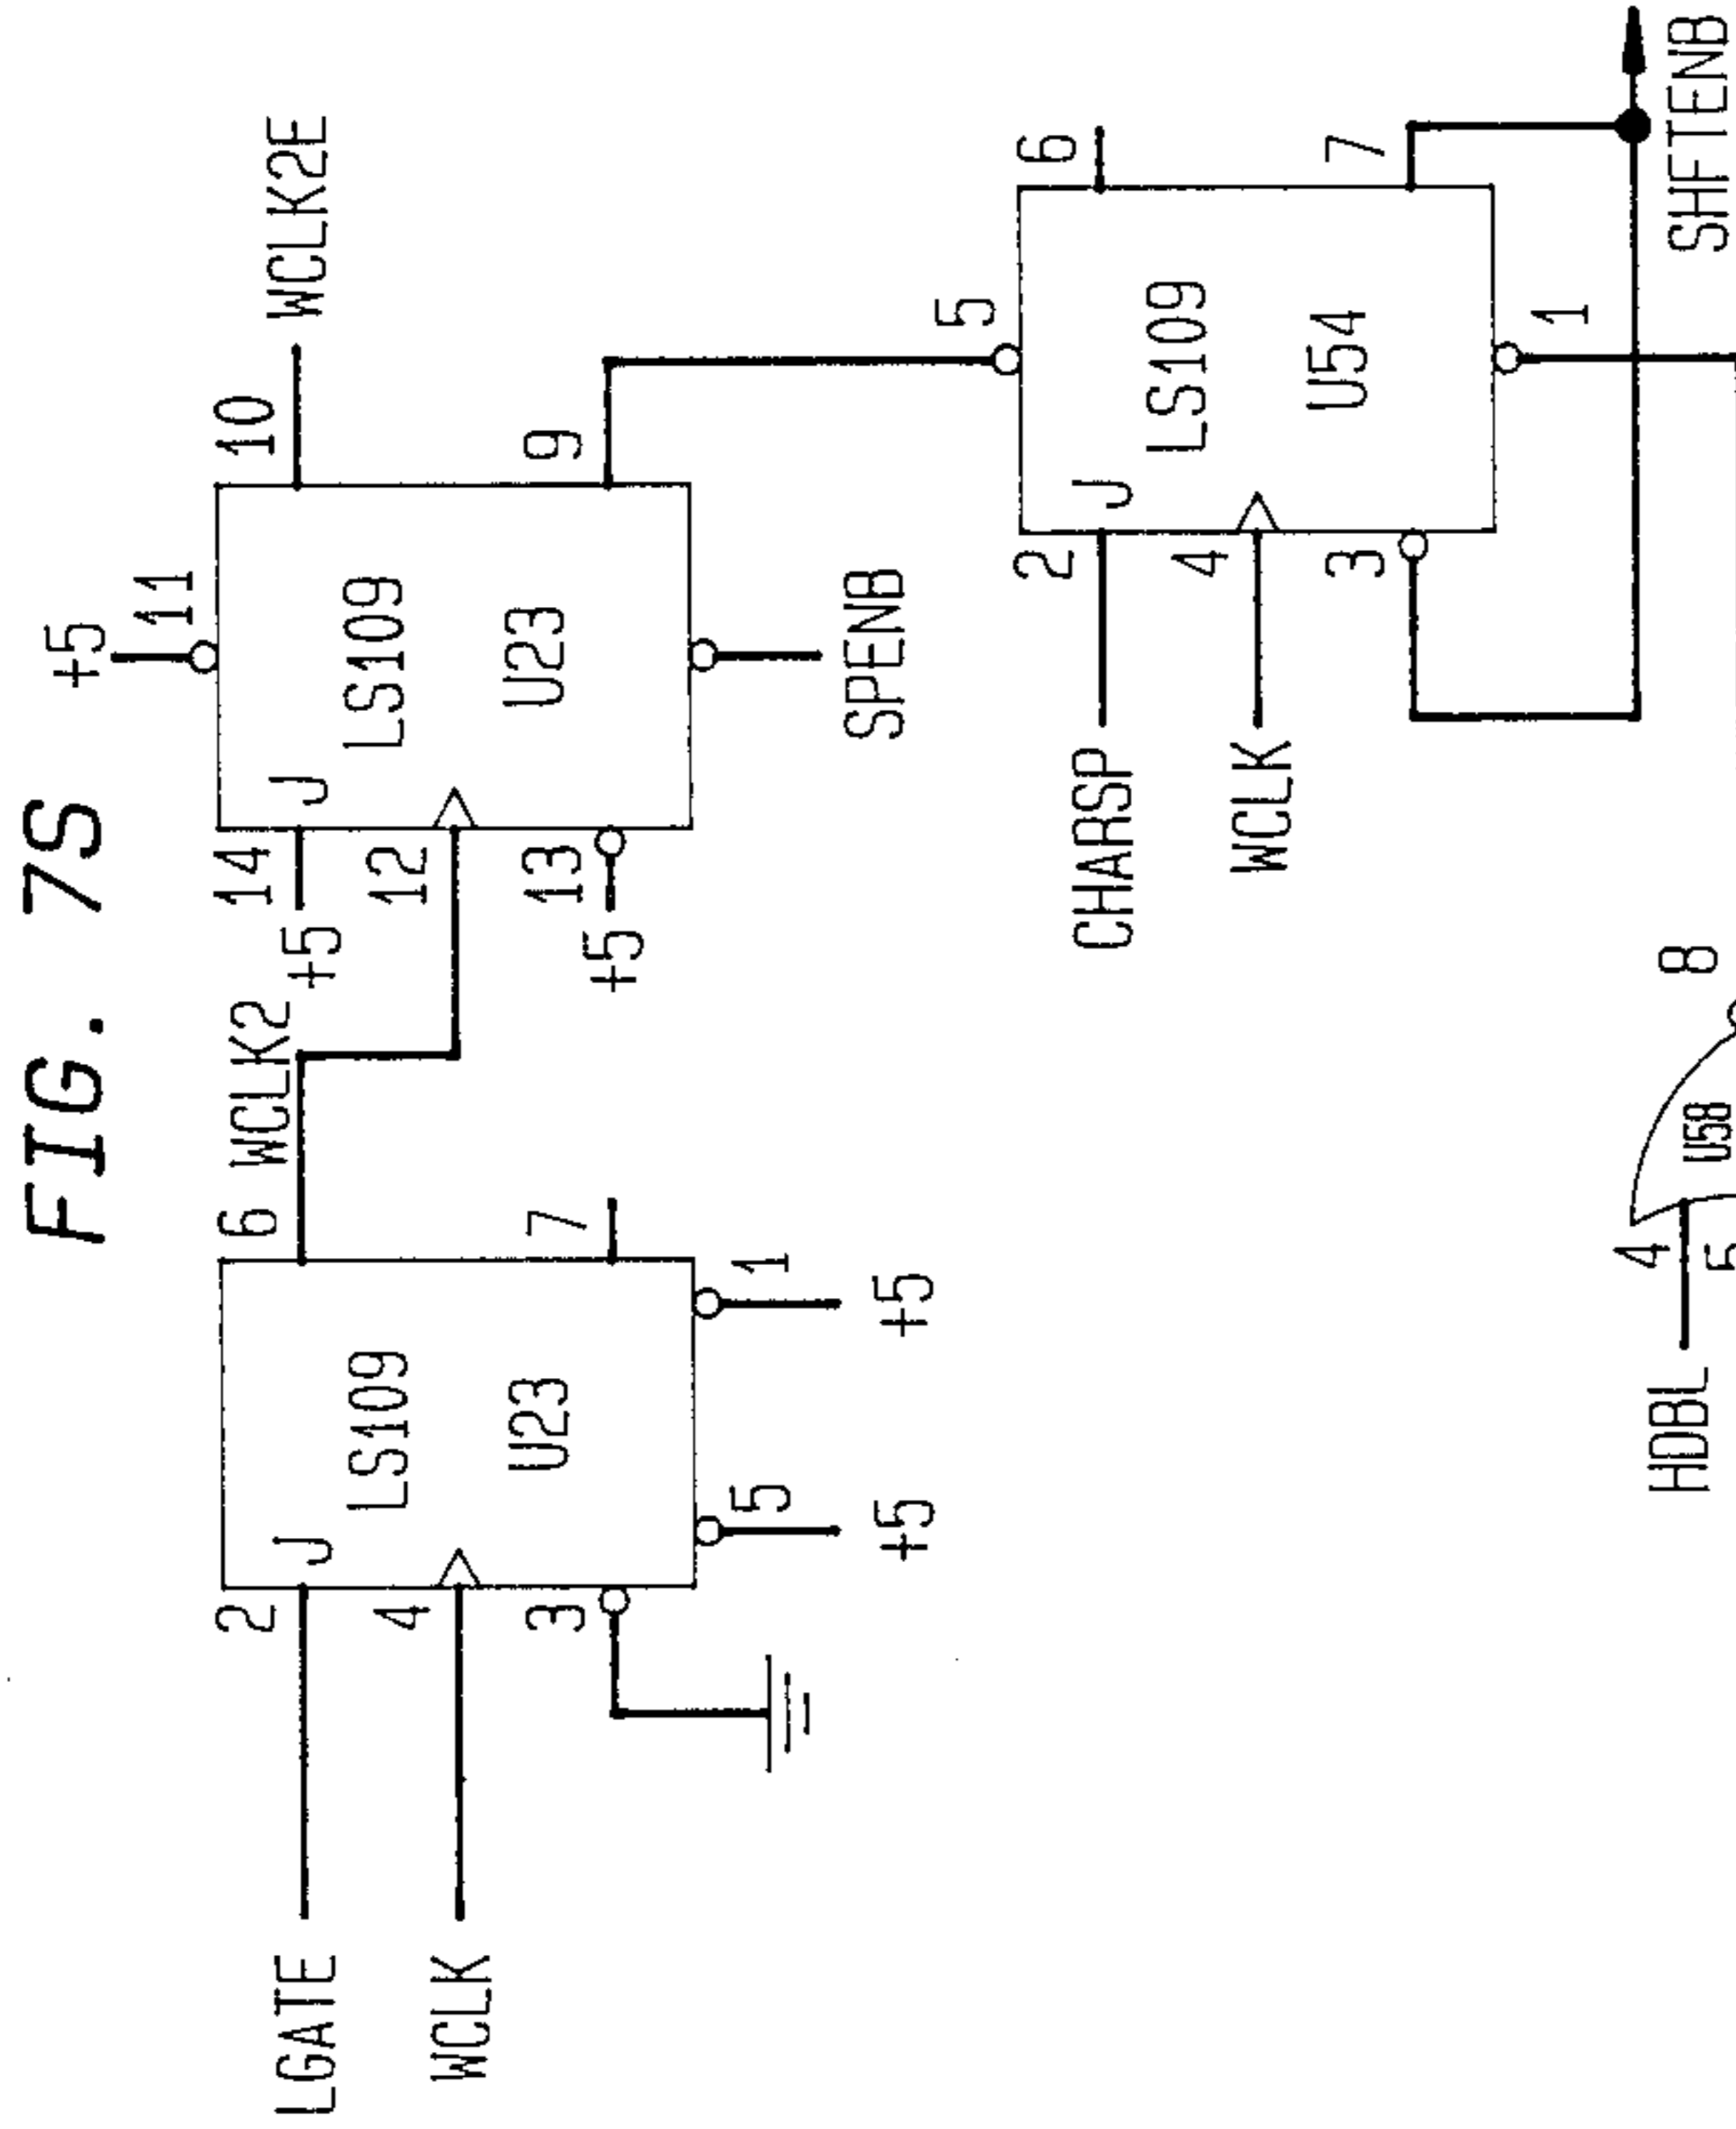 FIG. 7S
LGATE
WCLK
2
4
3
J
LS109
U23
5
1
+5
+5
6
7
WCLK2
+5
14
12
+5
13
J
LS109
U23
+5
11
SPENB
10
9
WCLK2E
CHARSP
WCLK
2
4
3
J
LS109
U54
5
1
6
7
SHFTENB
HDBL
4
U58
8